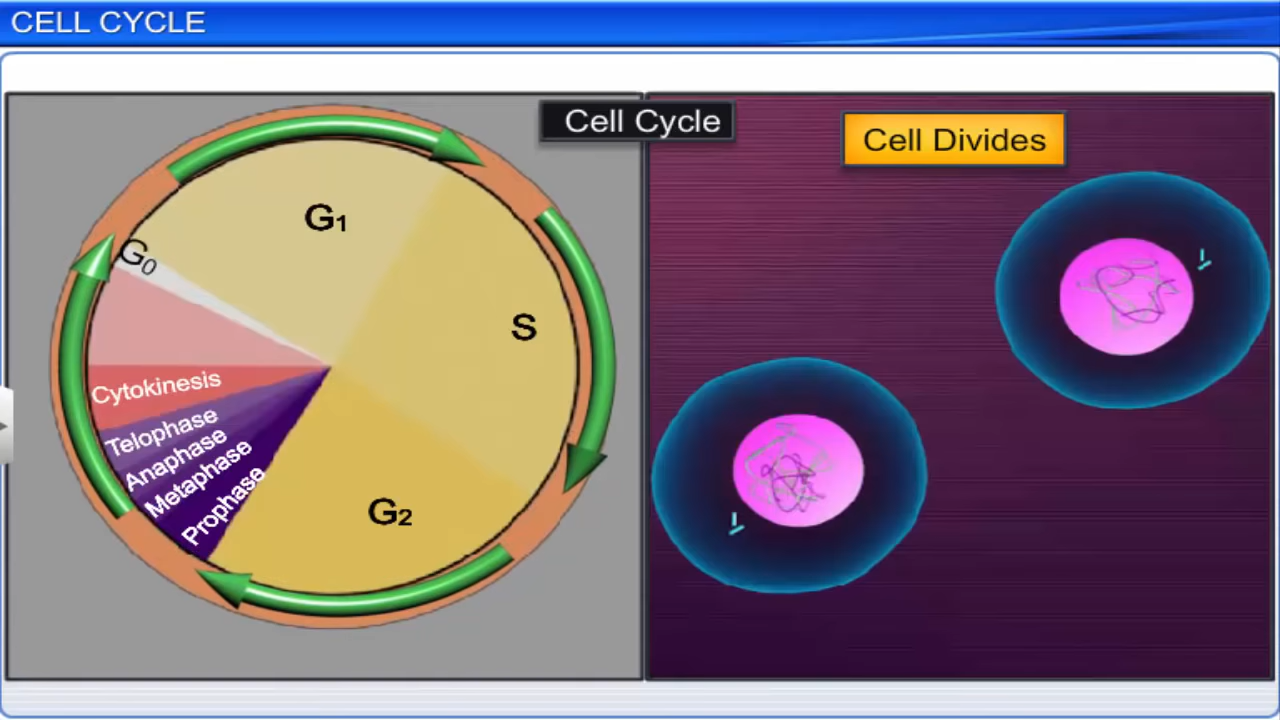 CELL CYCLE
Cell Cycle
Cell Divides
G₁
G₀
S
Cytokinesis
Telophase
Anaphase
Metaphase
Prophase
G₂